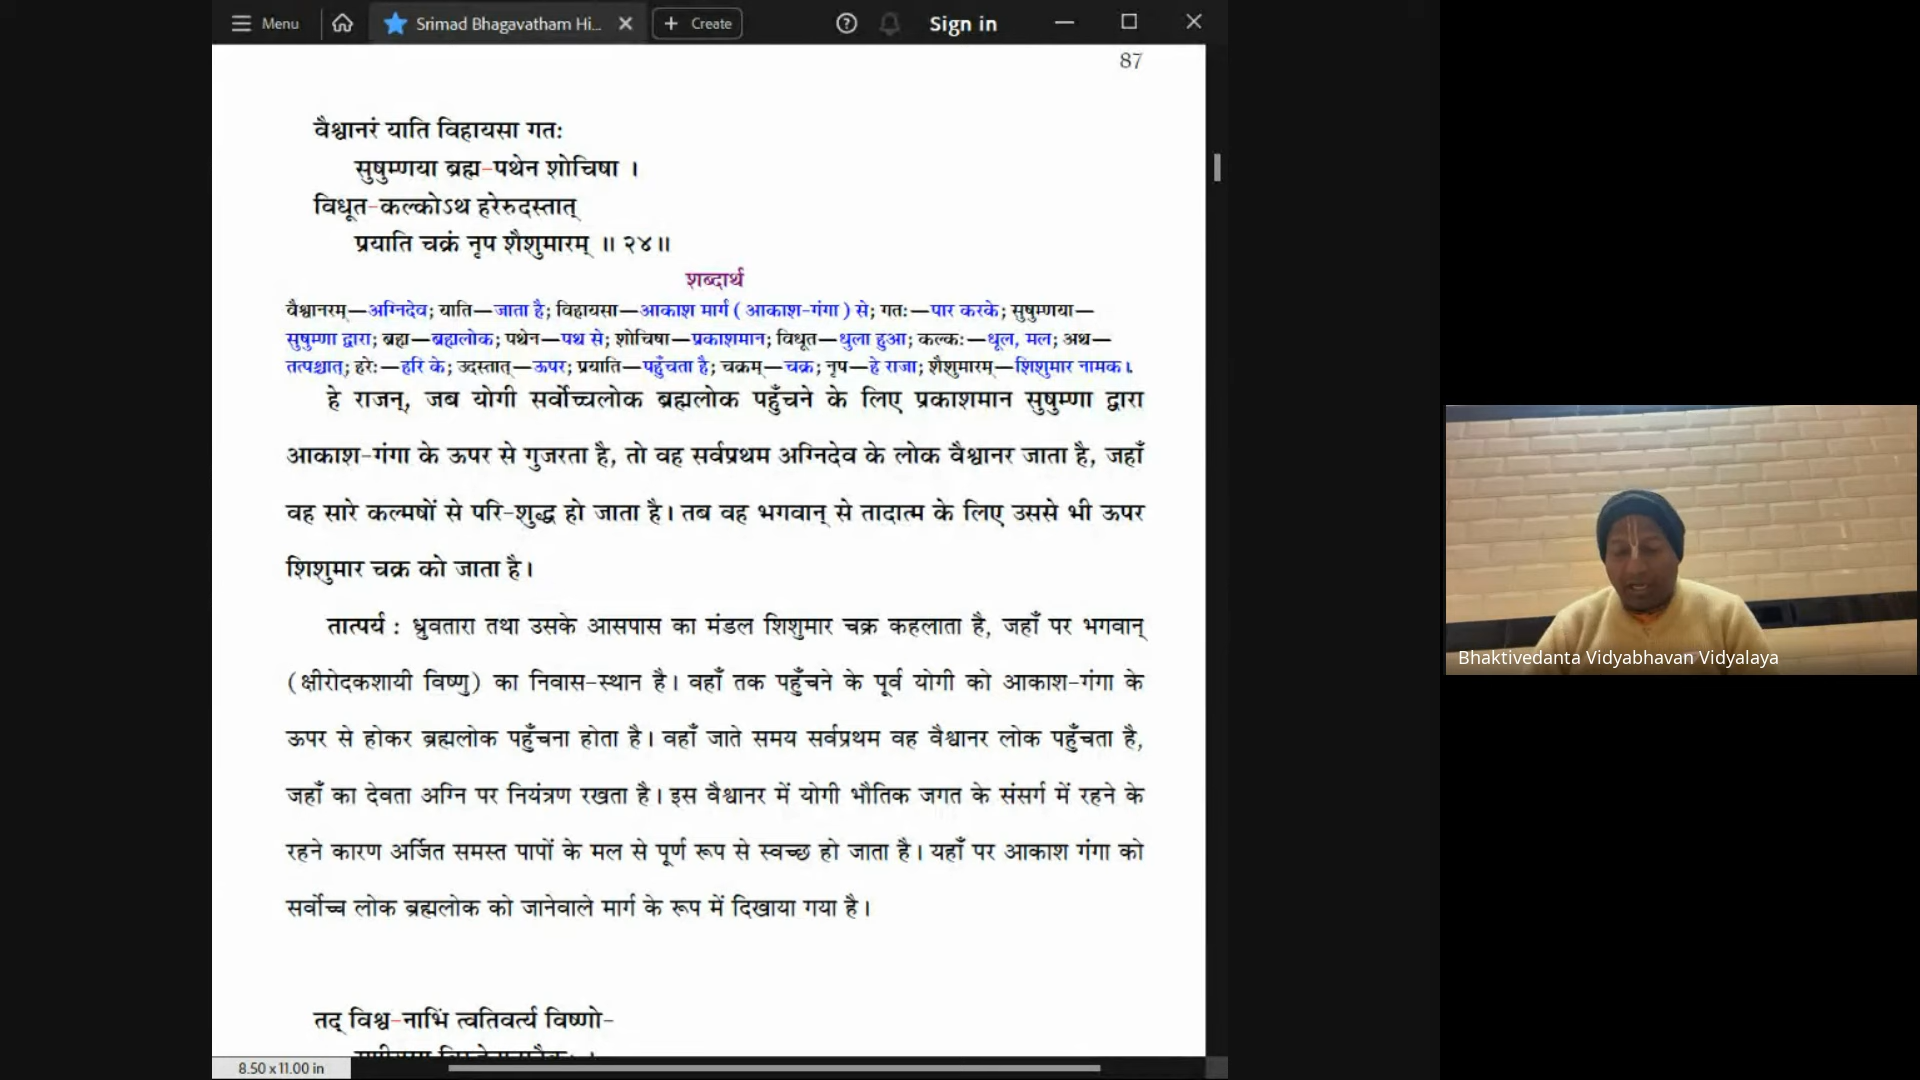 Menu
Srimad Bhagavatham Hi...
Create
Sign in
87
वैश्वानरं याति विहायसा गतः
सुषुम्णया ब्रह्म-पथेन शोचिषा ।
विधूत-कल्कोऽथ हरेरुदस्तात्
प्रयाति चक्रं नृप शैशुमारम् ॥ २४॥
शब्दार्थ
वैश्वानरम्—अग्निदेव; याति—जाता है; विहायसा—आकाश मार्ग ( आकाश-गंगा ) से; गतः—पार करके; सुषुम्णया—
सुषुम्णा द्वारा; ब्रह्म—ब्रह्मलोक; पथेन—पथ से; शोचिषा—प्रकाशमान; विधूत—धुला हुआ; कल्कः—धूल, मल; अथ—
तत्पश्चात्; हरेः—हरि के; उदस्तात्—ऊपर; प्रयाति—पहुँचता है; चक्रम्—चक्र; नृप—हे राजा; शैशुमारम्—शिशुमार नामक।
हे राजन्, जब योगी सर्वोच्चलोक ब्रह्मलोक पहुँचने के लिए प्रकाशमान सुषुम्णा द्वारा
आकाश-गंगा के ऊपर से गुजरता है, तो वह सर्वप्रथम अग्निदेव के लोक वैश्वानर जाता है, जहाँ
वह सारे कल्मषों से परि-शुद्ध हो जाता है। तब वह भगवान् से तादात्म के लिए उससे भी ऊपर
शिशुमार चक्र को जाता है।
तात्पर्य : ध्रुवतारा तथा उसके आसपास का मंडल शिशुमार चक्र कहलाता है, जहाँ पर भगवान्
(क्षीरोदकशायी विष्णु) का निवास-स्थान है। वहाँ तक पहुँचने के पूर्व योगी को आकाश-गंगा के
ऊपर से होकर ब्रह्मलोक पहुँचना होता है। वहाँ जाते समय सर्वप्रथम वह वैश्वानर लोक पहुँचता है,
जहाँ का देवता अग्नि पर नियंत्रण रखता है। इस वैश्वानर में योगी भौतिक जगत के संसर्ग में रहने के
रहने कारण अर्जित समस्त पापों के मल से पूर्ण रूप से स्वच्छ हो जाता है। यहाँ पर आकाश गंगा को
सर्वोच्च लोक ब्रह्मलोक को जानेवाले मार्ग के रूप में दिखाया गया है।
तद् विश्व-नाभिं त्वतिवर्त्य विष्णो-
8.50 x 11.00 in
Bhaktivedanta Vidyabhavan Vidyalaya